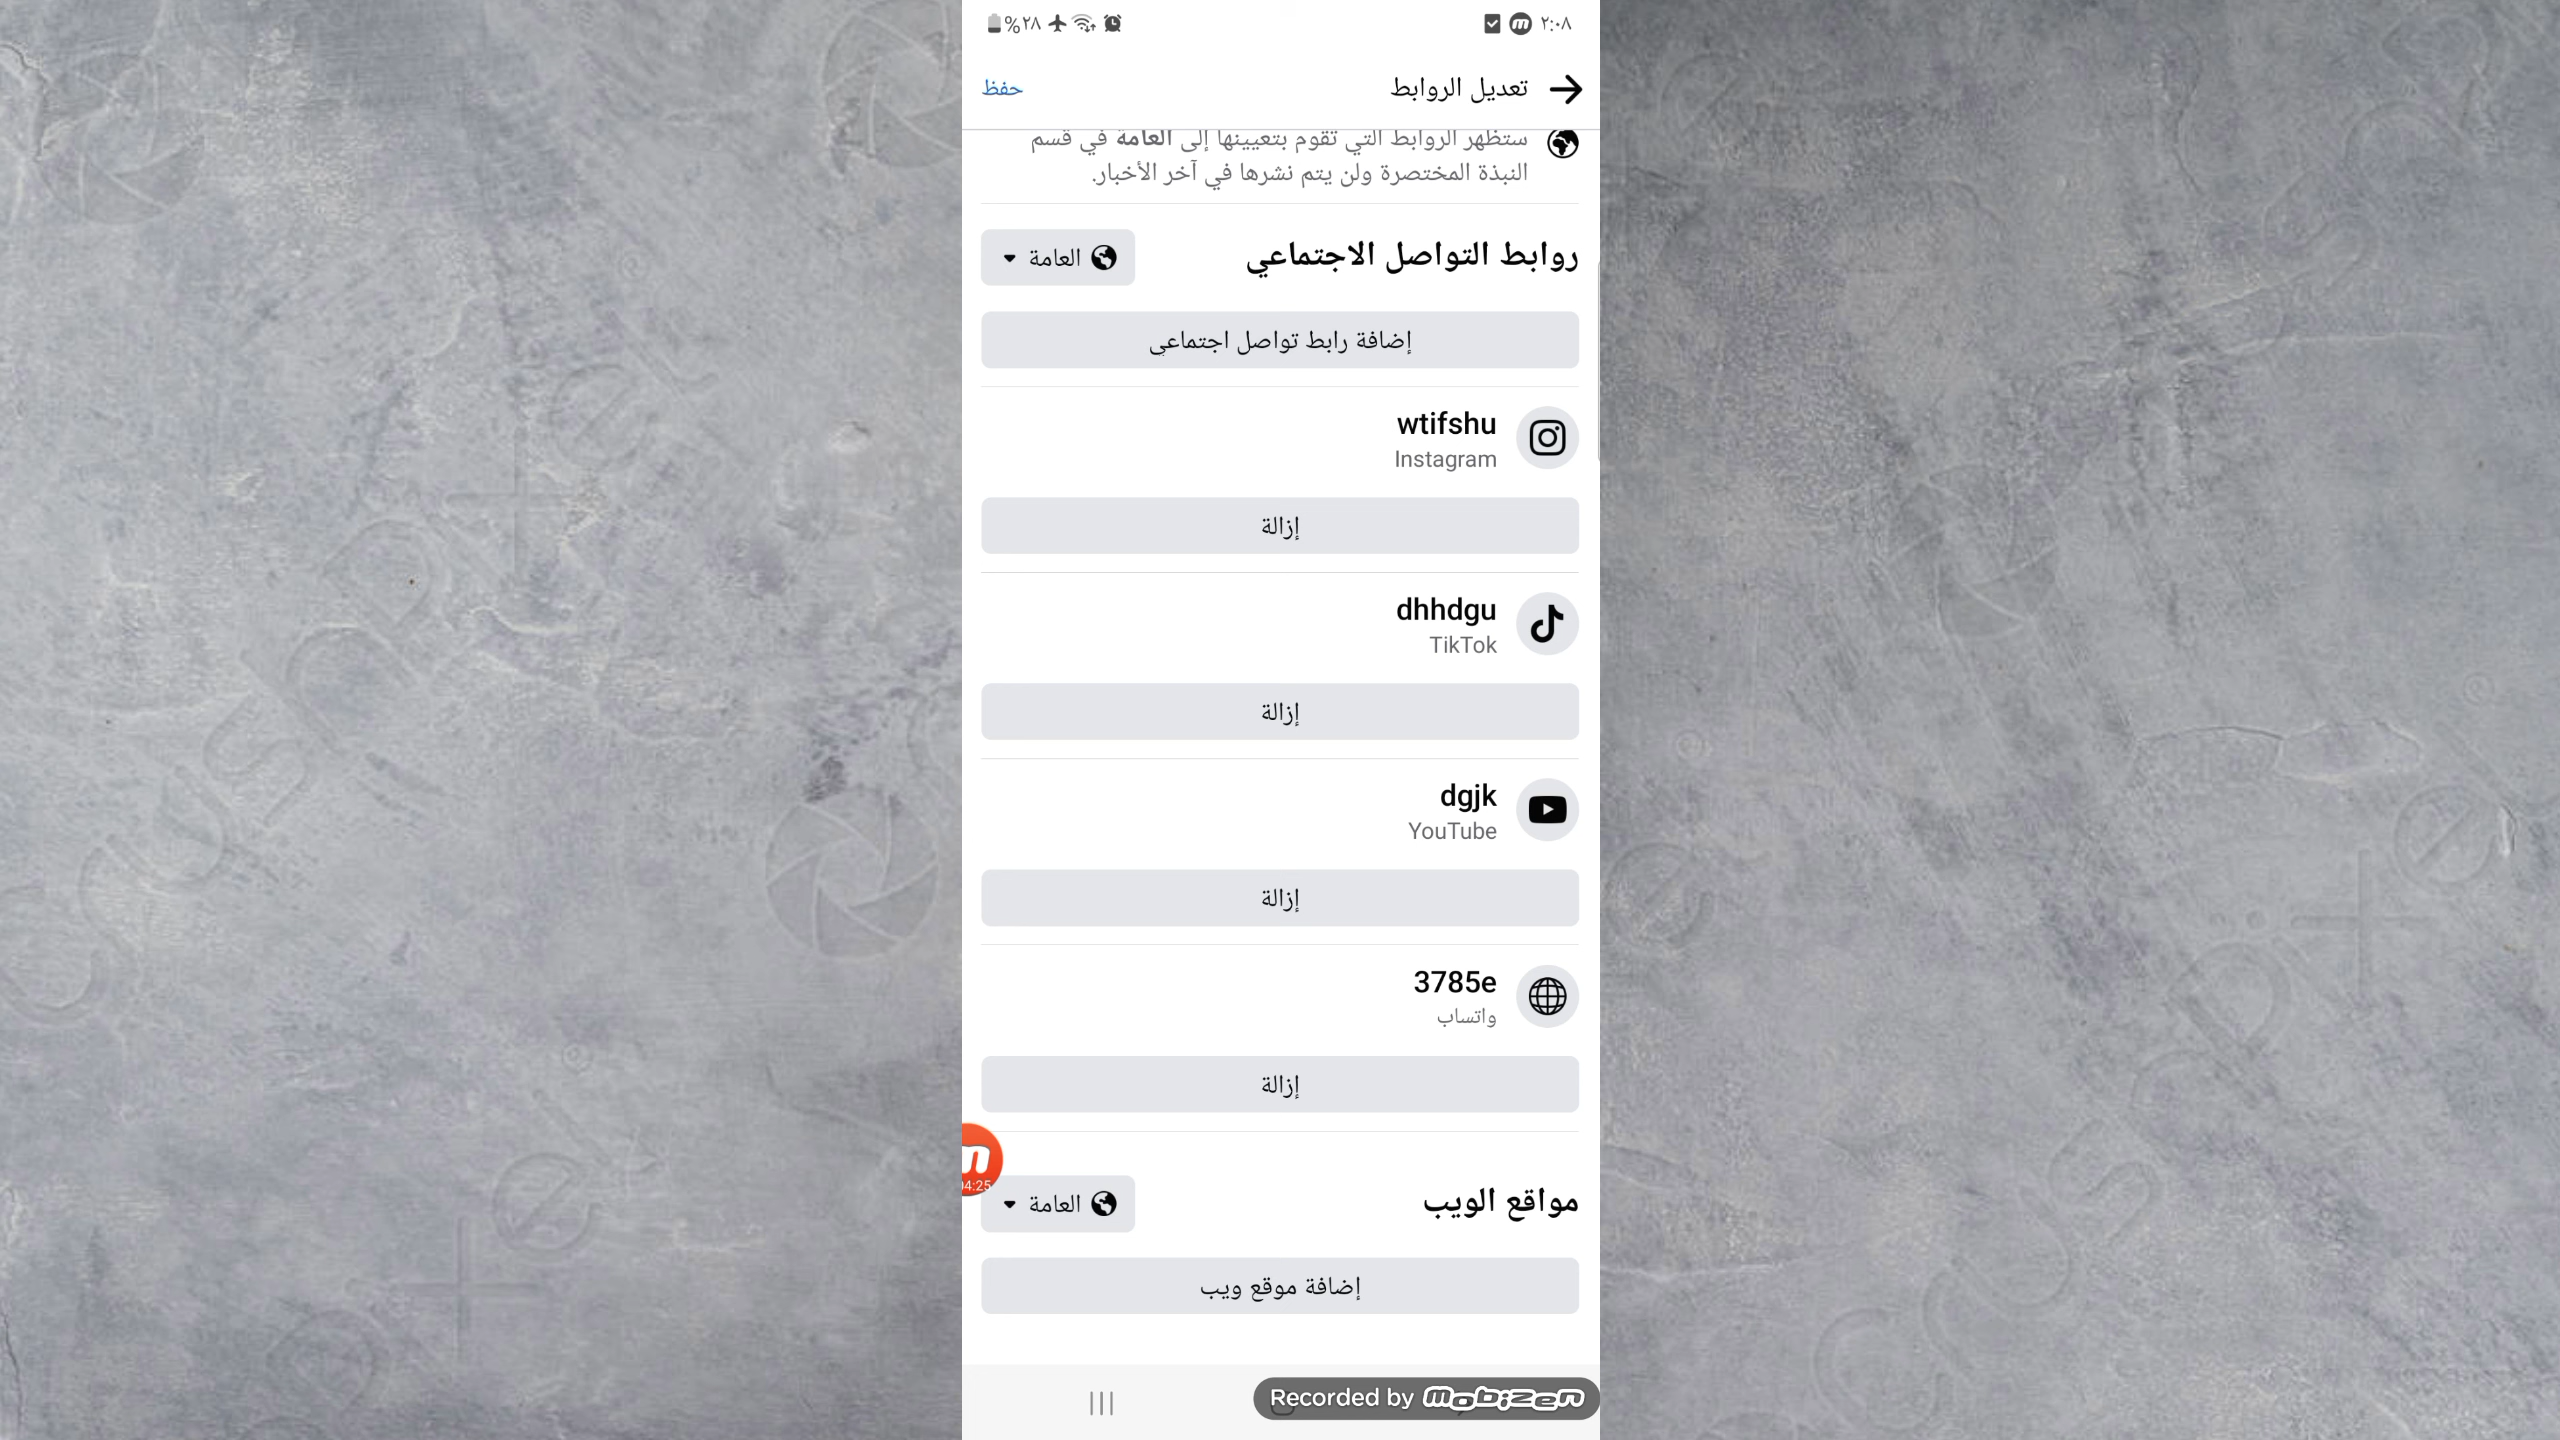 ٢:٠٨
%٢٨
تعديل الروابط
حفظ
ستظهر الروابط التي تقوم بتعيينها إلى العامة في قسم
النبذة المختصرة ولن يتم نشرها في آخر الأخبار.
روابط التواصل الاجتماعي
العامة
إضافة رابط تواصل اجتماعي
wtifshu
Instagram
إزالة
dhhdgu
TikTok
إزالة
dgjk
YouTube
إزالة
3785e
واتساب
إزالة
04:25
مواقع الويب
العامة
إضافة موقع ويب
Recorded by mobizen